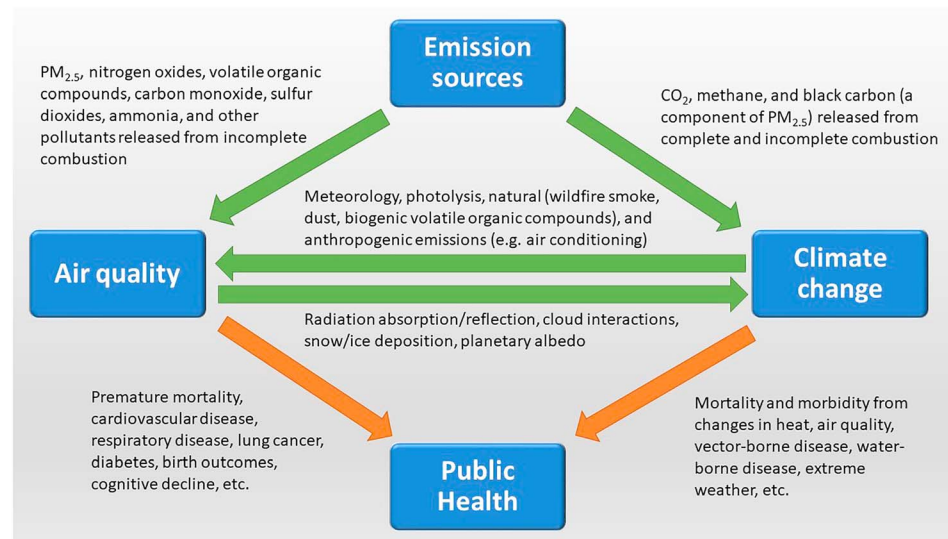 Emission
sources
PM₂.₅, nitrogen oxides, volatile organic
compounds, carbon monoxide, sulfur
dioxides, ammonia, and other
pollutants released from incomplete
combustion
CO₂, methane, and black carbon (a
component of PM₂.₅) released from
complete and incomplete combustion
Meteorology, photolysis, natural (wildfire smoke,
dust, biogenic volatile organic compounds), and
anthropogenic emissions (e.g. air conditioning)
Air quality
Climate
change
Radiation absorption/reflection, cloud interactions,
snow/ice deposition, planetary albedo
Premature mortality,
cardiovascular disease,
respiratory disease, lung cancer,
diabetes, birth outcomes,
cognitive decline, etc.
Mortality and morbidity from
changes in heat, air quality,
vector-borne disease, water-
borne disease, extreme
weather, etc.
Public
Health